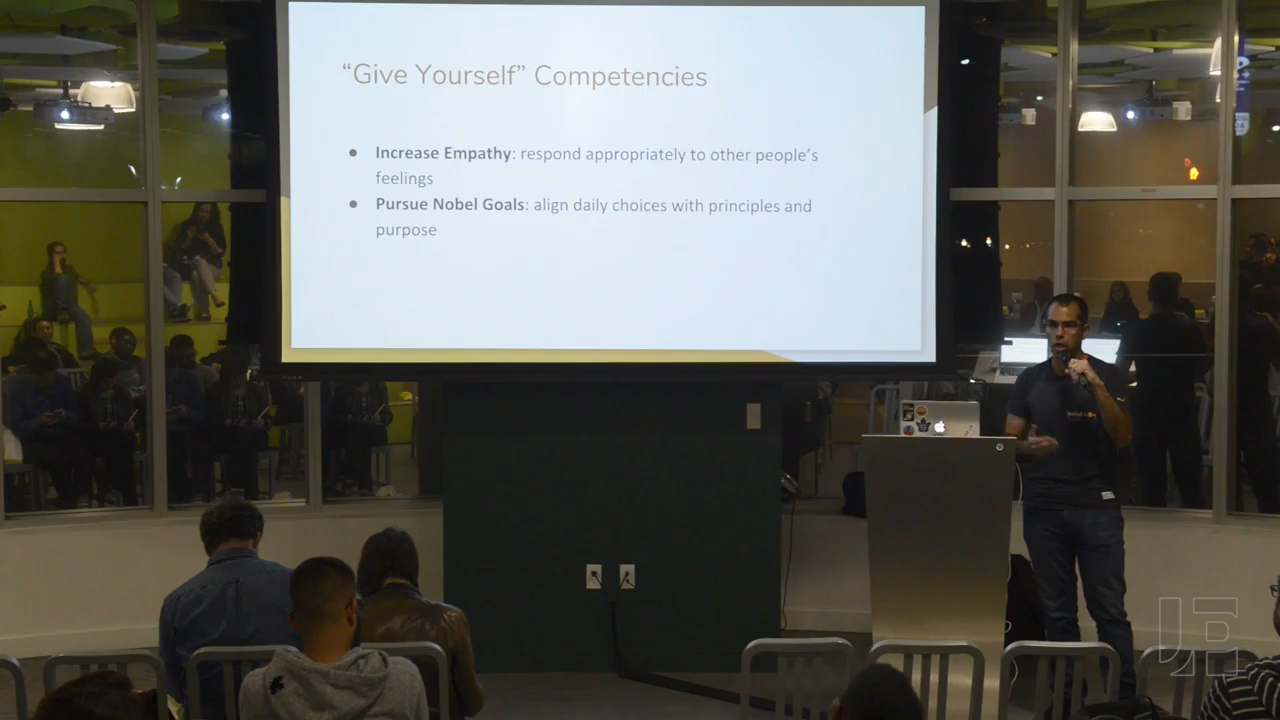 “Give Yourself” Competencies
● Increase Empathy: respond appropriately to other people’s
feelings
● Pursue Nobel Goals: align daily choices with principles and
purpose